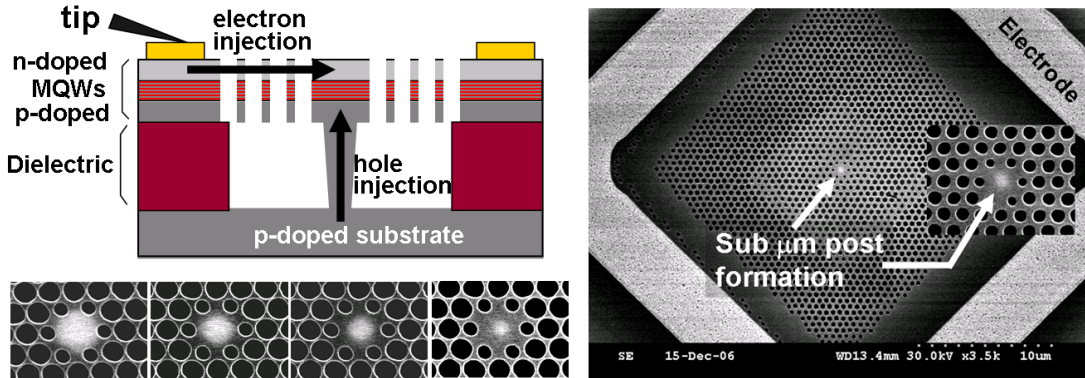 tip
electron
injection
n-doped
MQWs
p-doped
Dielectric
hole
injection
p-doped substrate
Electrode
Sub μm post
formation
SE 15-Dec-06 WD13.4mm 30.0kV x3.5k 10μm